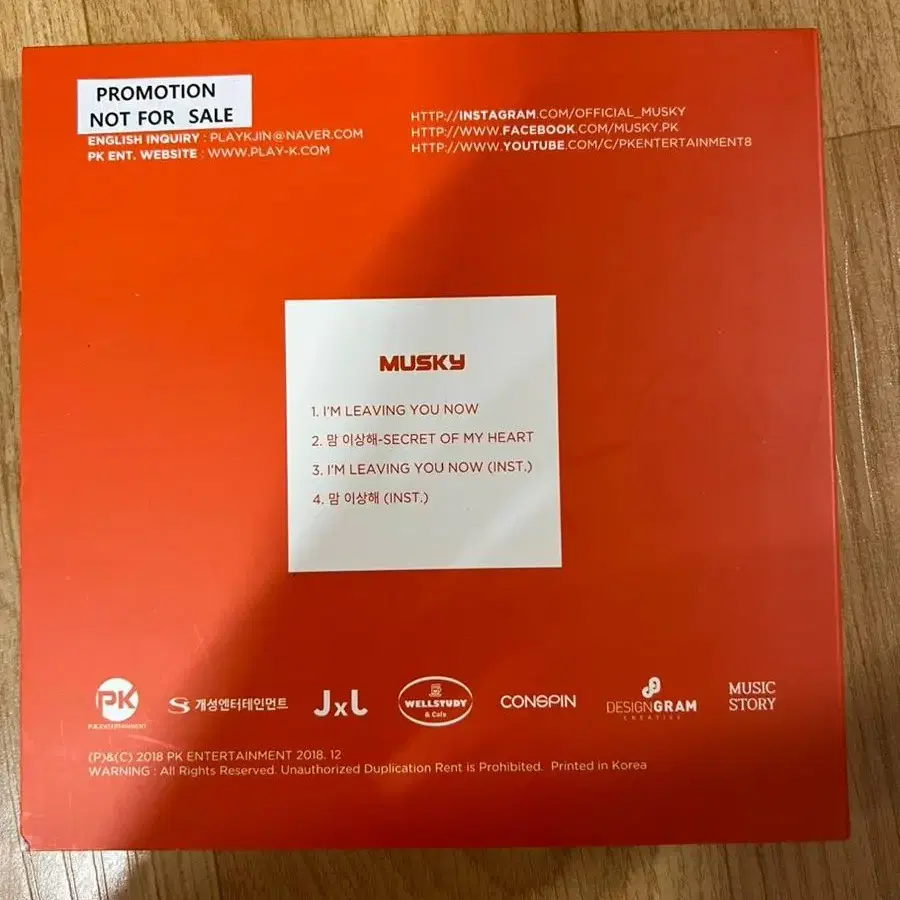 PROMOTION
NOT FOR SALE
ENGLISH INQUIRY : PLAYKJIN@NAVER.COM
PK ENT. WEBSITE : WWW.PLAY-K.COM
HTTP://INSTAGRAM.COM/OFFICIAL_MUSKY
HTTP://WWW.FACEBOOK.COM/MUSKY.PK
HTTP://WWW.YOUTUBE.COM/C/PKENTERTAINMENT8
MUSKY
1. I'M LEAVING YOU NOW
2. 맘 이상해-SECRET OF MY HEART
3. I'M LEAVING YOU NOW (INST.)
4. 맘 이상해 (INST.)
PK
P.K ENTERTAINMENT
S 개성엔터테인먼트
JxJ
WELLSTUDY
& Cafe
CONSPIN
DESIGNGRAM
CREATIVE
MUSIC
STORY
(P)&(C) 2018 PK ENTERTAINMENT 2018. 12
WARNING : All Rights Reserved. Unauthorized Duplication Rent is Prohibited. Printed in Korea